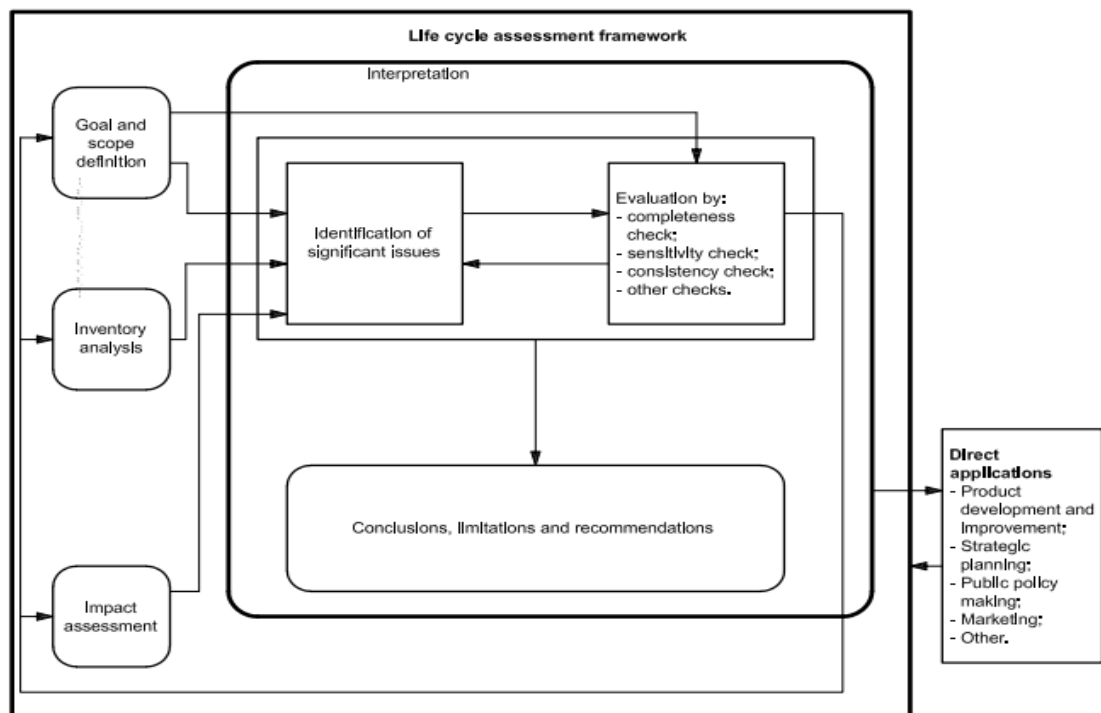 Life cycle assessment framework
Interpretation
Goal and
scope
definition
Inventory
analysis
Impact
assessment
Identification of
significant issues
Evaluation by:
- completeness
check;
- sensitivity check;
- consistency check;
- other checks.
Conclusions, limitations and recommendations
Direct
applications
- Product
development and
improvement;
- Strategic
planning;
- Public policy
making;
- Marketing;
- Other.